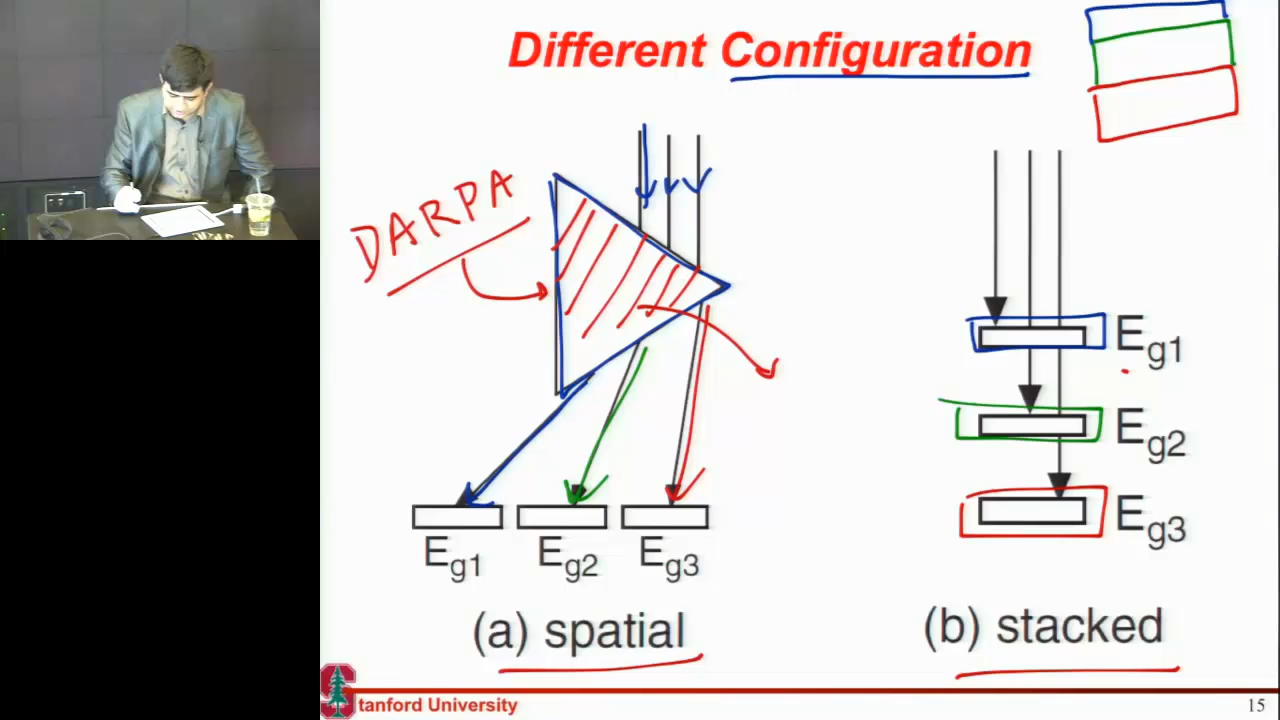 Different Configuration
DARPA
Eg1
Eg2
Eg3
Eg1 Eg2 Eg3
(a) spatial
(b) stacked
Stanford University
15